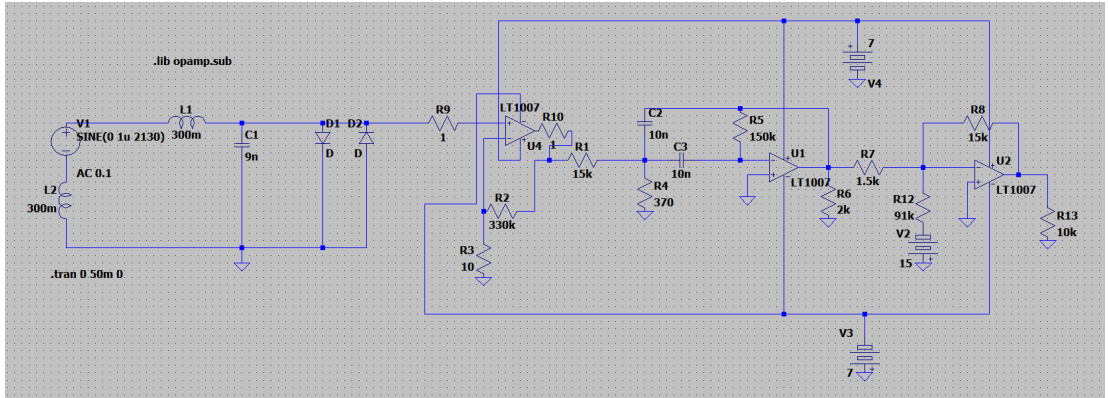 .lib opamp.sub
V1
SINE(0 1u 2130)
AC 0.1
L1
300m
L2
300m
C1
9n
D1
D
D2
D
R9
1
LT1007
U4
R10
1
R2
330k
R3
10
R1
15k
C2
10n
C3
10n
R4
370
R5
150k
U1
LT1007
R6
2k
R7
1.5k
7
V4
R8
15k
U2
LT1007
R12
91k
V2
15
R13
10k
V3
7
.tran 0 50m 0